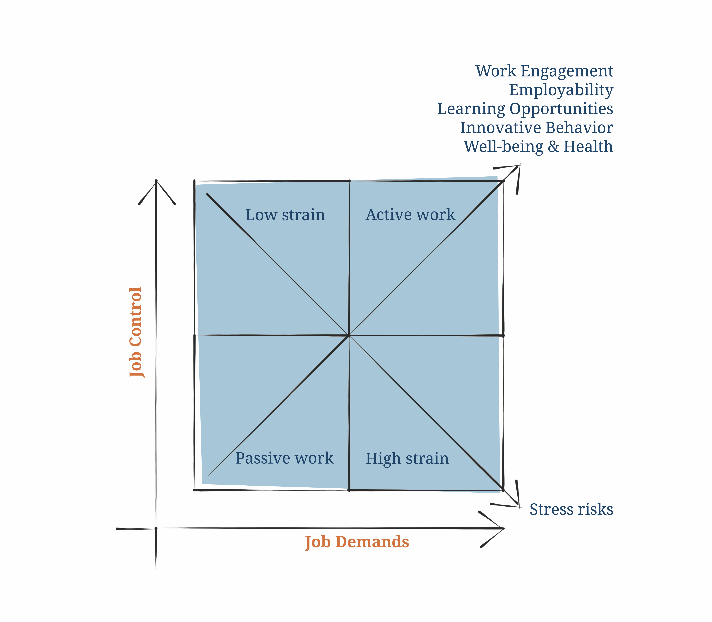 Work Engagement
Employability
Learning Opportunities
Innovative Behavior
Well-being & Health
Low strain
Active work
Job Control
Passive work
High strain
Stress risks
Job Demands